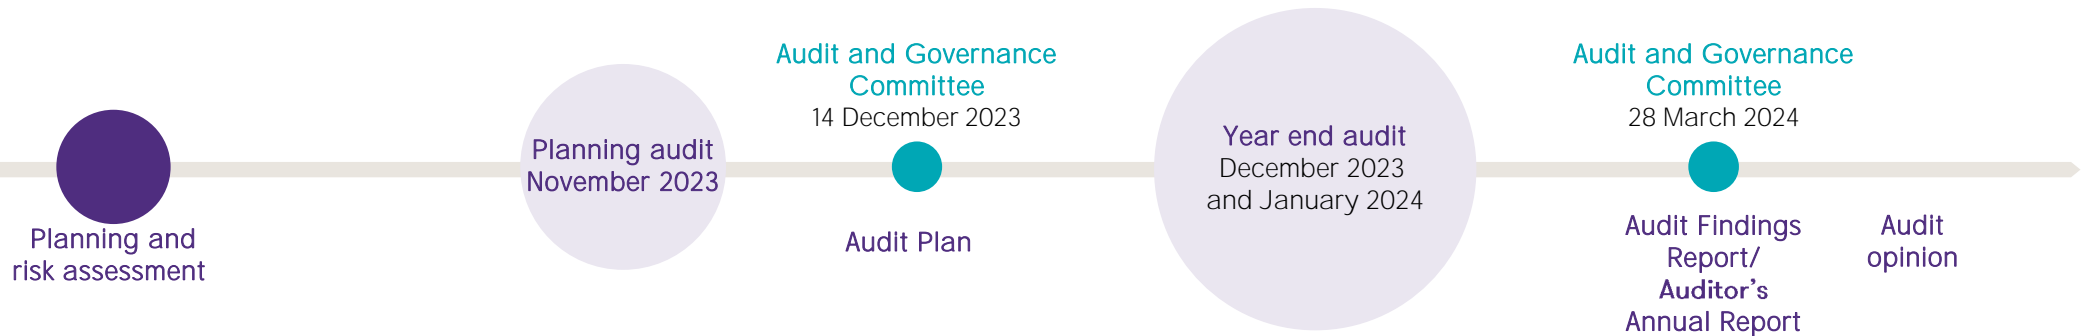 Planning and
risk assessment
Planning audit
November 2023
Audit and Governance
Committee
14 December 2023
Audit Plan
Year end audit
December 2023
and January 2024
Audit and Governance
Committee
28 March 2024
Audit Findings
Report/
Auditor’s
Annual Report
Audit
opinion